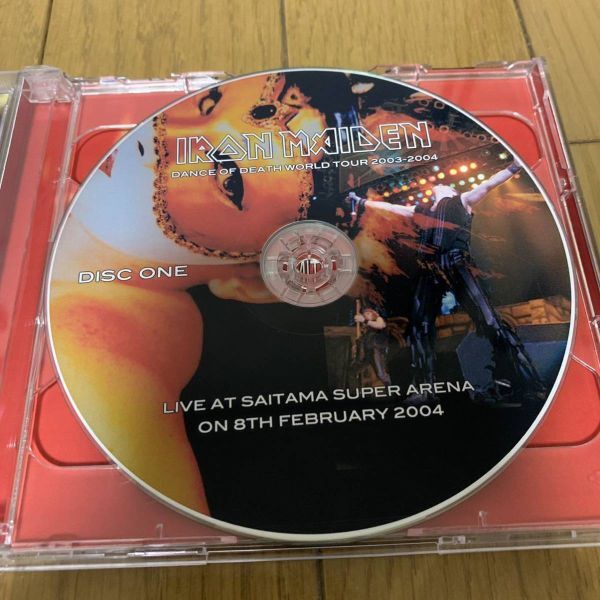 IRON MAIDEN
DANCE OF DEATH WORLD TOUR 2003-2004
DISC ONE
LIVE AT SAITAMA SUPER ARENA
ON 8TH FEBRUARY 2004